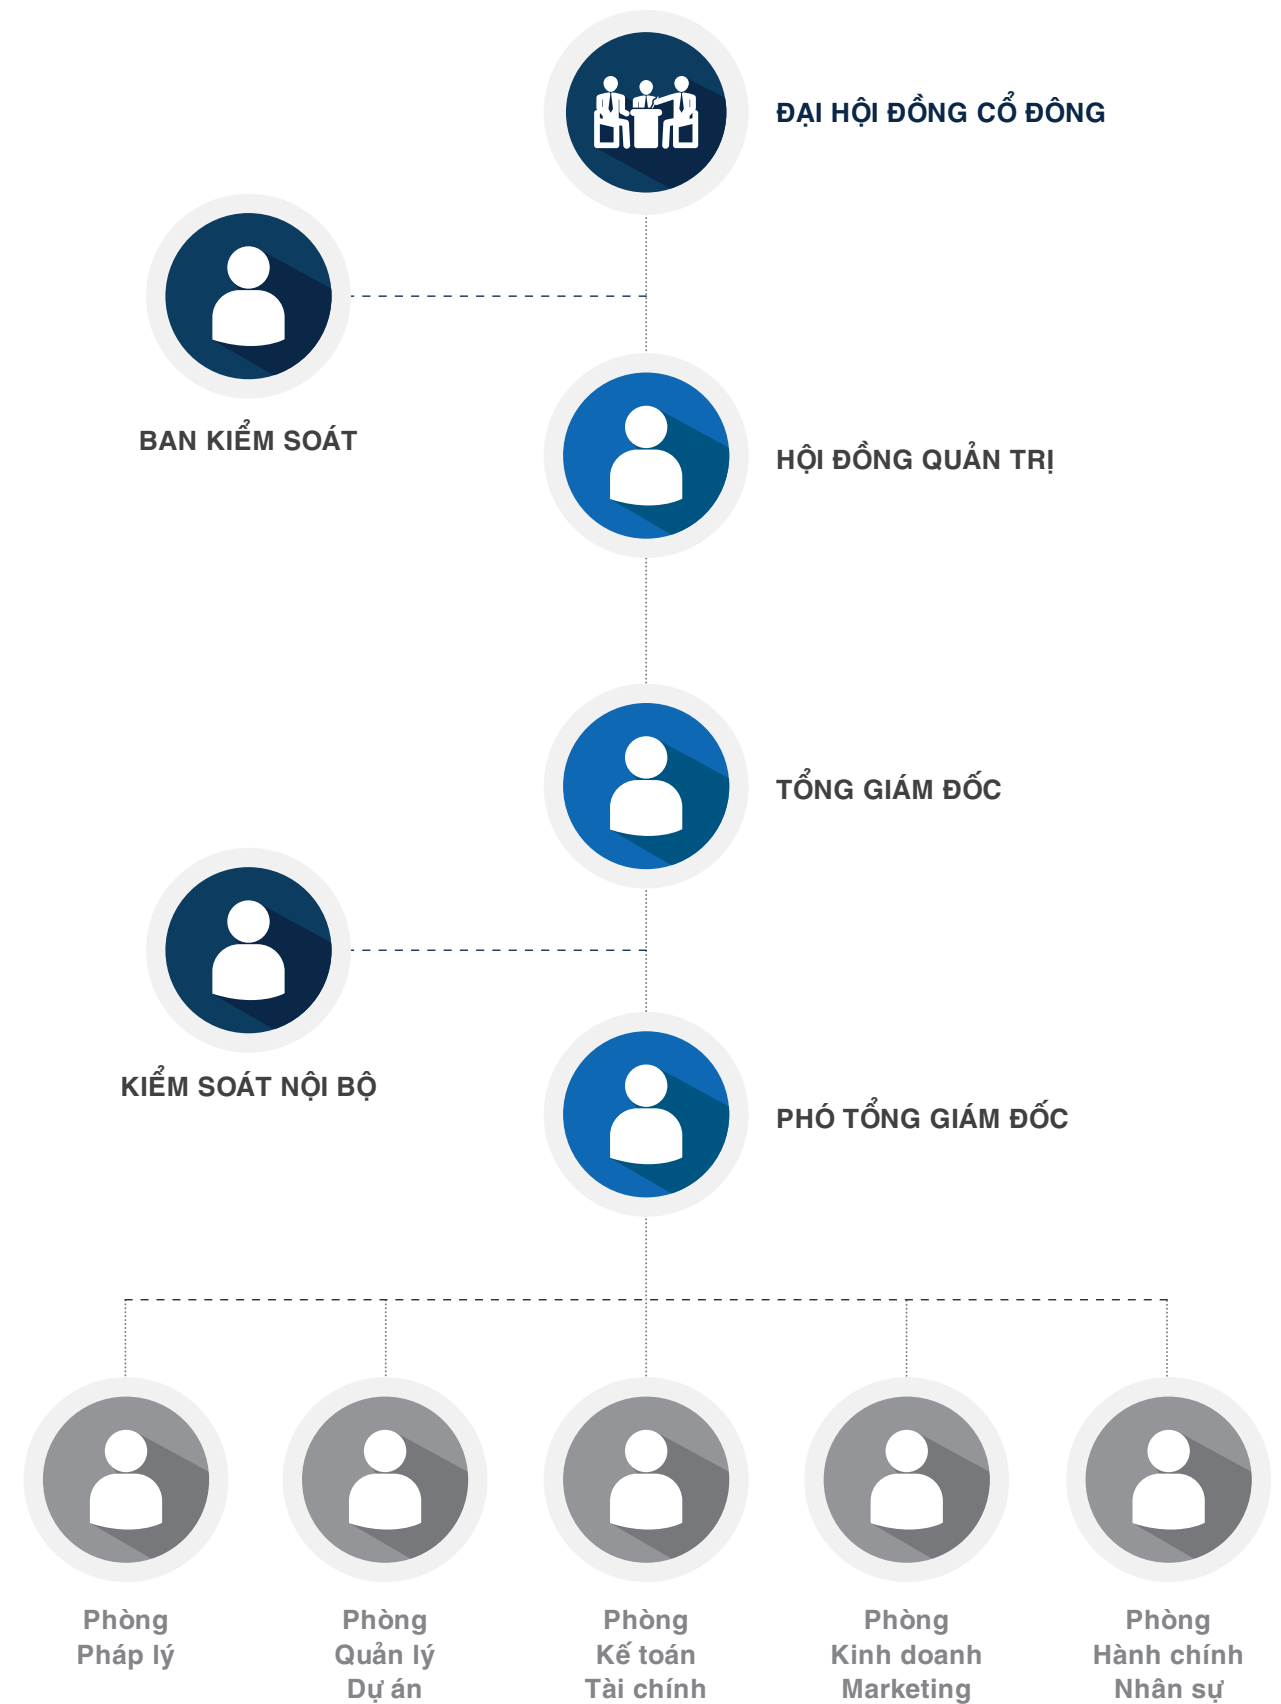 ĐẠI HỘI ĐỒNG CỔ ĐÔNG
BAN KIỂM SOÁT
HỘI ĐỒNG QUẢN TRỊ
TỔNG GIÁM ĐỐC
KIỂM SOÁT NỘI BỘ
PHÓ TỔNG GIÁM ĐỐC
Phòng
Pháp lý
Phòng
Quản lý
Dự án
Phòng
Kế toán
Tài chính
Phòng
Kinh doanh
Marketing
Phòng
Hành chính
Nhân sự